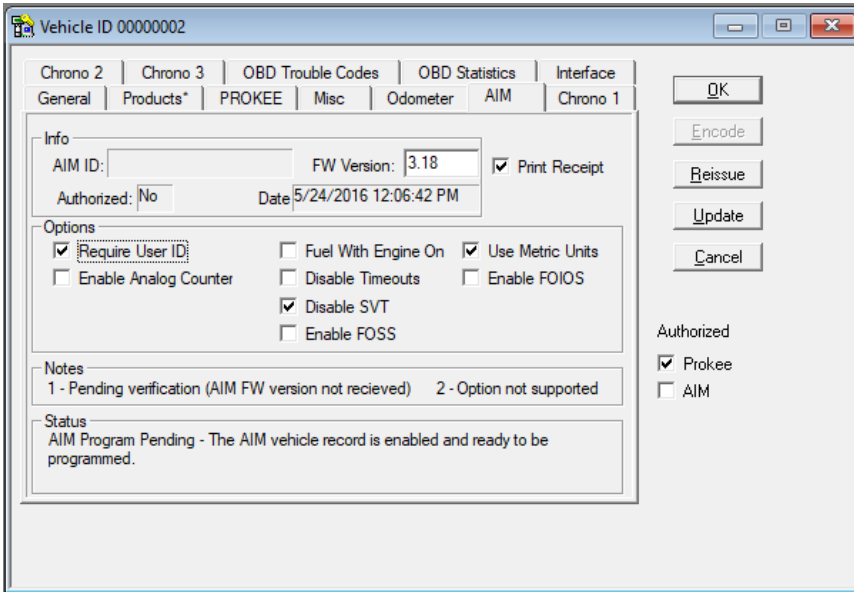 Vehicle ID 00000002
Chrono 2 Chrono 3 OBD Trouble Codes OBD Statistics Interface
General Products* PROKEE Misc Odometer AIM Chrono 1
Info
AIM ID: FW Version: 3.18 Print Receipt
Authorized: No Date 5/24/2016 12:06:42 PM
Options
Require User ID Fuel With Engine On Use Metric Units
Enable Analog Counter Disable Timeouts Enable FOIOS
Disable SVT
Enable FOSS
Notes
1 - Pending verification (AIM FW version not recieved) 2 - Option not supported
Status
AIM Program Pending - The AIM vehicle record is enabled and ready to be
programmed.
OK
Encode
Reissue
Update
Cancel
Authorized
Prokee
AIM